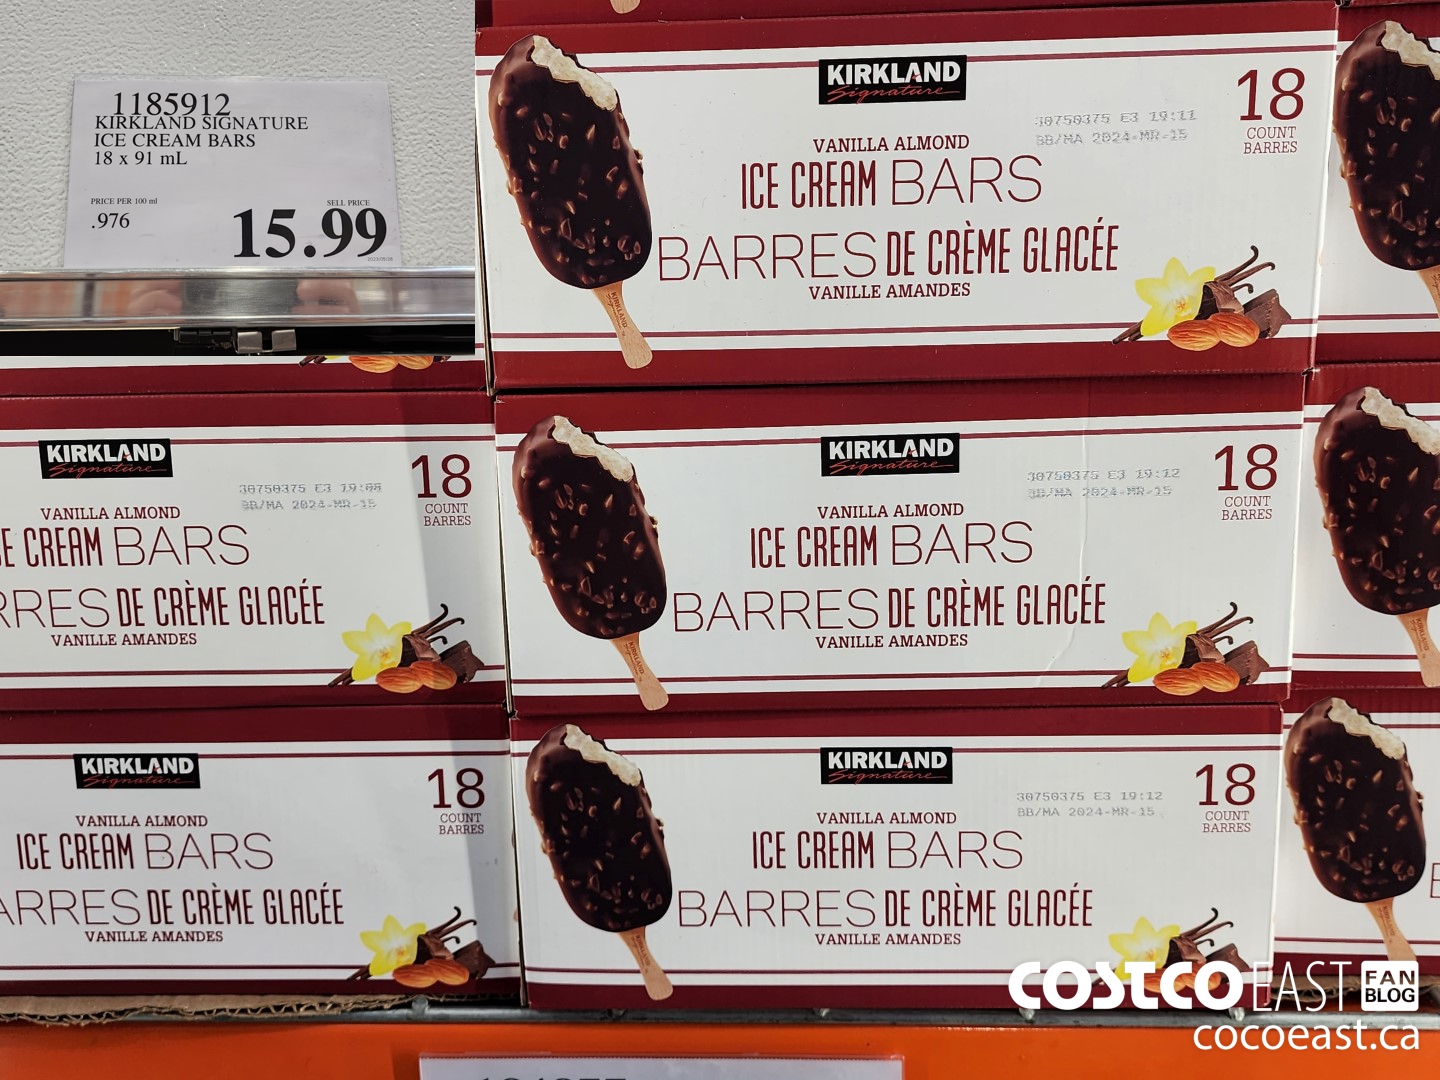 1185912
KIRKLAND SIGNATURE
ICE CREAM BARS
18 x 91 mL
PRICE PER 100 ml
.976
SELL PRICE
15.99
KIRKLAND
Signature
30750375 E3 19:11
BB/MA 2024-MR-15
18
COUNT
BARRES
VANILLA ALMOND
ICE CREAM BARS
BARRES DE CRÈME GLACÉE
VANILLE AMANDES
KIRKLAND
KIRKLAND
Signature
30750375 E3 19:08
BB/MA 2024-MR-15
18
COUNT
BARRES
VANILLA ALMOND
CREAM BARS
DE CRÈME GLACÉE
VANILLE AMANDES
KIRKLAND
Signature
30750375 E3 19:12
BB/MA 2024-MR-15
18
COUNT
BARRES
VANILLA ALMOND
ICE CREAM BARS
BARRES DE CRÈME GLACÉE
VANILLE AMANDES
KIRKLAND
KIRKLAND
Signature
18
COUNT
BARRES
VANILLA ALMOND
ICE CREAM BARS
DE CRÈME GLACÉE
VANILLE AMANDES
KIRKLAND
Signature
30750375 E3 19:12
BB/MA 2024-MR-15
18
COUNT
BARRES
VANILLA ALMOND
ICE CREAM BARS
BARRES DE CRÈME GLACÉE
VANILLE AMANDES
KIRKLAND
COSTCO EAST FAN BLOG
cocoeast.ca